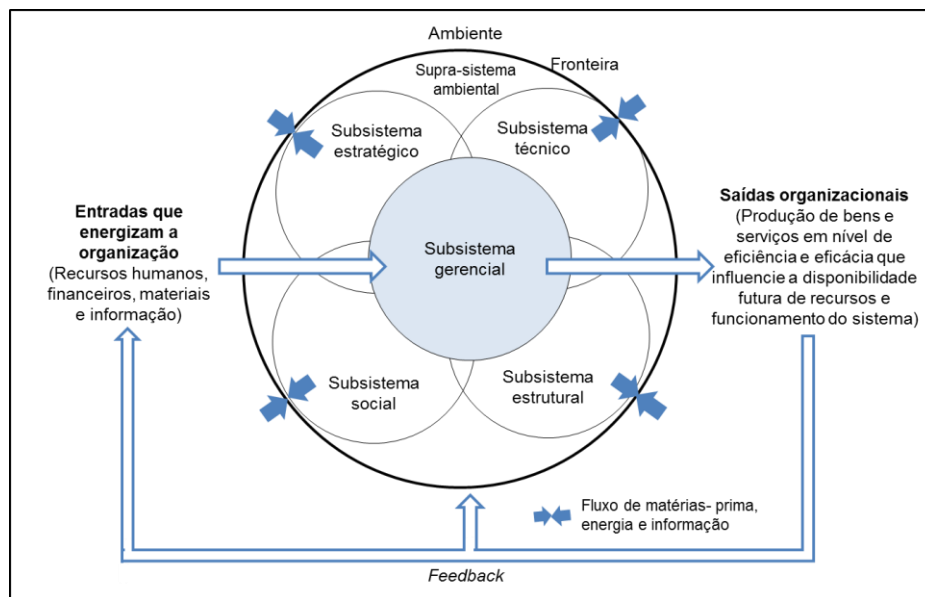 Ambiente
Fronteira
Supra-sistema
ambiental
Subsistema
estratégico
Subsistema
técnico
Entradas que
energizam a
organização
(Recursos humanos,
financeiros, materiais
e informação)
Subsistema
gerencial
Saídas organizacionais
(Produção de bens e
serviços em nível de
eficiência e eficácia que
influencie a disponibilidade
futura de recursos e
funcionamento do sistema)
Subsistema
social
Subsistema
estrutural
Fluxo de matérias- prima,
energia e informação
Feedback